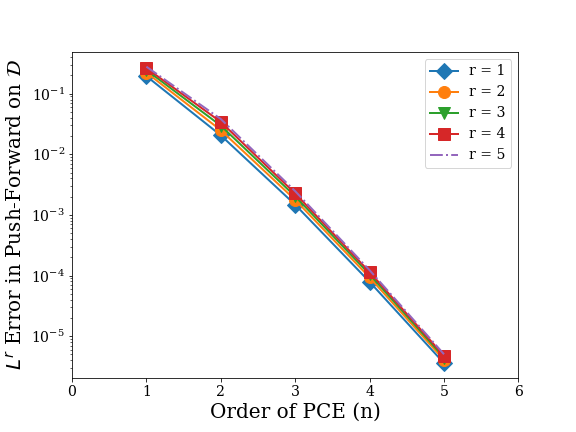 $L^r$ Error in Push-Forward on $\mathcal{D}$
10⁻¹
10⁻²
10⁻³
10⁻⁴
10⁻⁵
r = 1
r = 2
r = 3
r = 4
r = 5
0 1 2 3 4 5 6
Order of PCE (n)